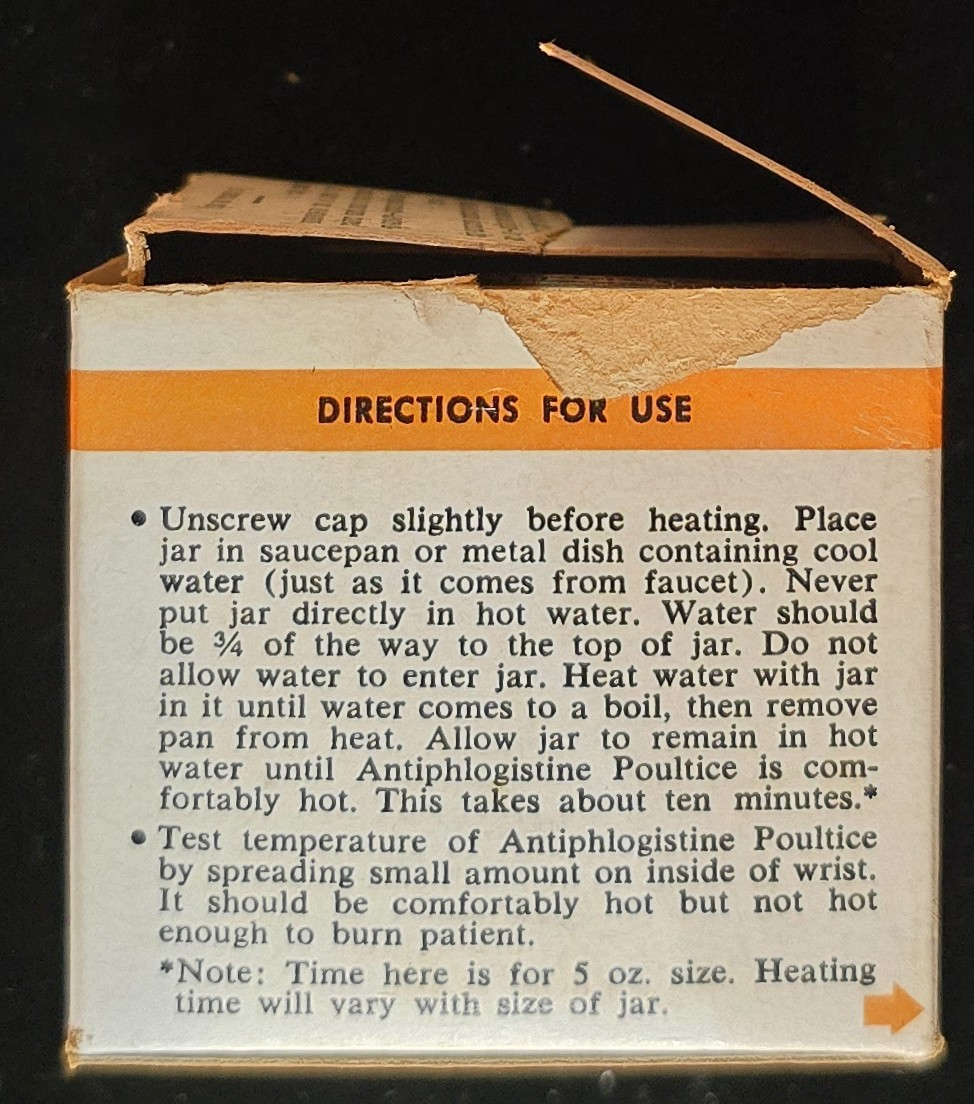 DIRECTIONS FOR USE
• Unscrew cap slightly before heating. Place
jar in saucepan or metal dish containing cool
water (just as it comes from faucet). Never
put jar directly in hot water. Water should
be ¾ of the way to the top of jar. Do not
allow water to enter jar. Heat water with jar
in it until water comes to a boil, then remove
pan from heat. Allow jar to remain in hot
water until Antiphlogistine Poultice is com-
fortably hot. This takes about ten minutes.*
• Test temperature of Antiphlogistine Poultice
by spreading small amount on inside of wrist.
It should be comfortably hot but not hot
enough to burn patient.
*Note: Time here is for 5 oz. size. Heating
time will vary with size of jar.